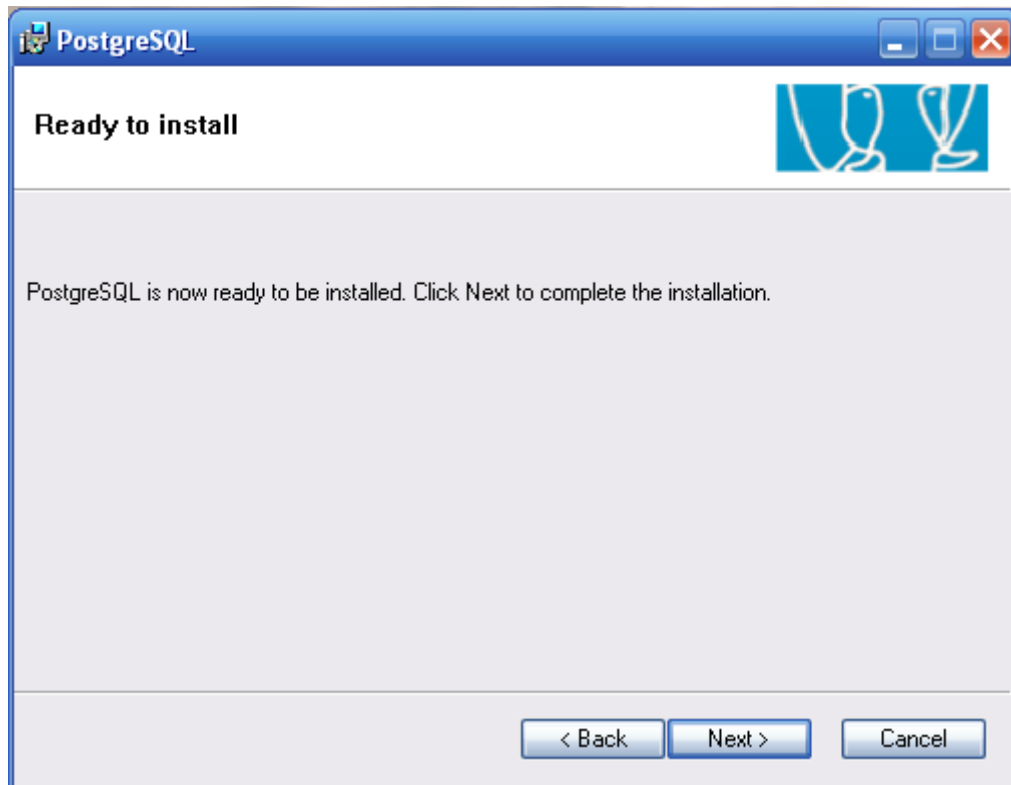 PostgreSQL
Ready to install
PostgreSQL is now ready to be installed. Click Next to complete the installation.
< Back
Next >
Cancel